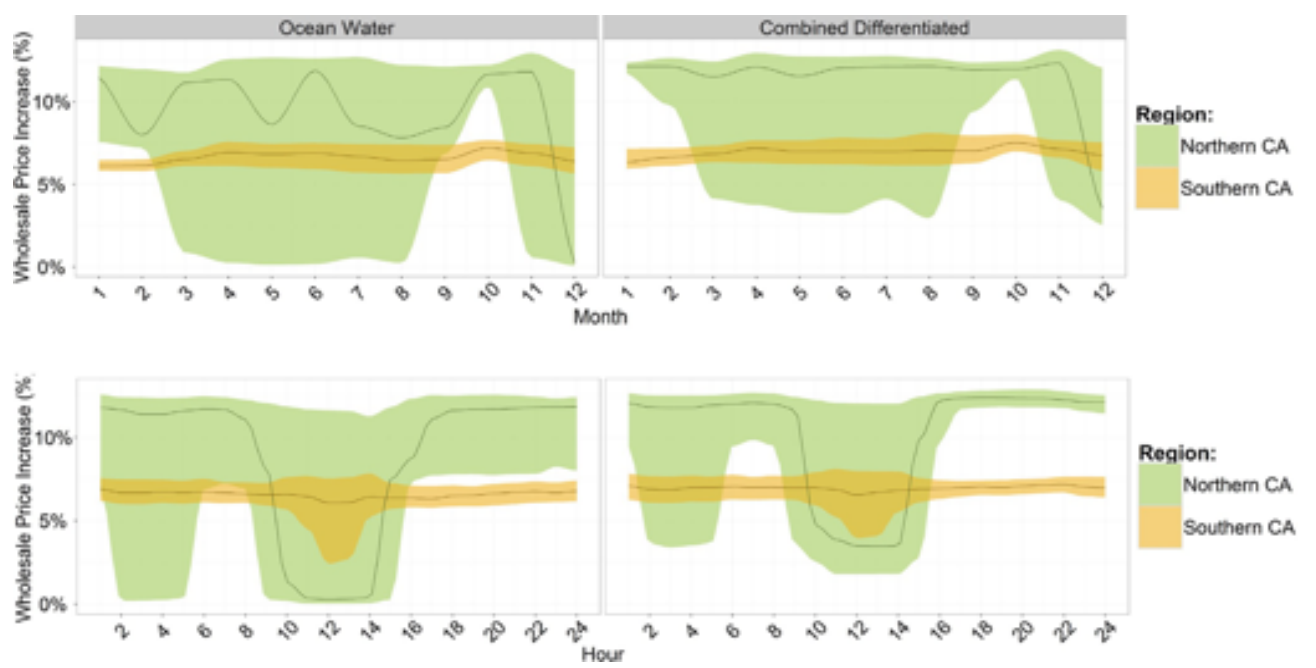 Ocean Water
Combined Differentiated
Wholesale Price Increase (%)
10%
5%
0%
1 2 3 4 5 6 7 8 9 10 11 12
1 2 3 4 5 6 7 8 9 10 11 12
Month
Region:
Northern CA
Southern CA
Wholesale Price Increase (%)
10%
5%
0%
2 4 6 8 10 12 14 16 18 20 22 24
2 4 6 8 10 12 14 16 18 20 22 24
Hour
Region:
Northern CA
Southern CA